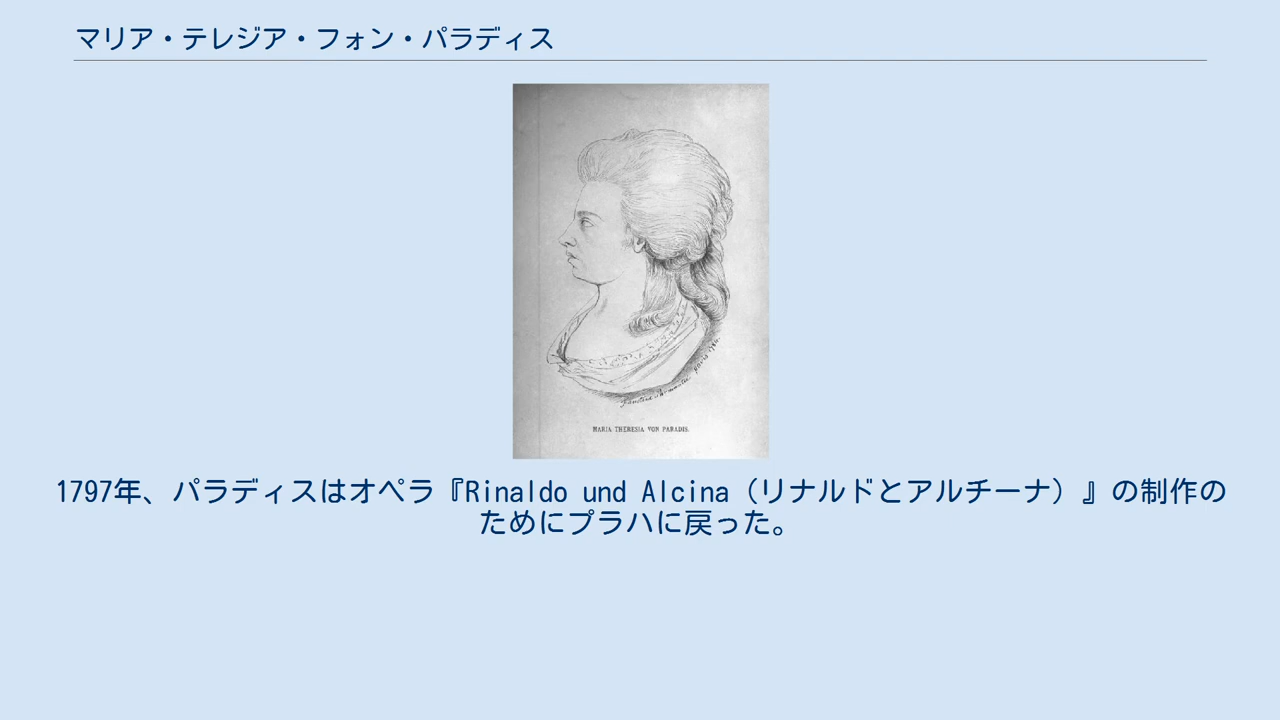 マリア・テレジア・フォン・パラディス
MARIA THERESIA VON PARADIS.
1797年、パラディスはオペラ『Rinaldo und Alcina（リナルドとアルチーナ）』の制作の
ためにプラハに戻った。